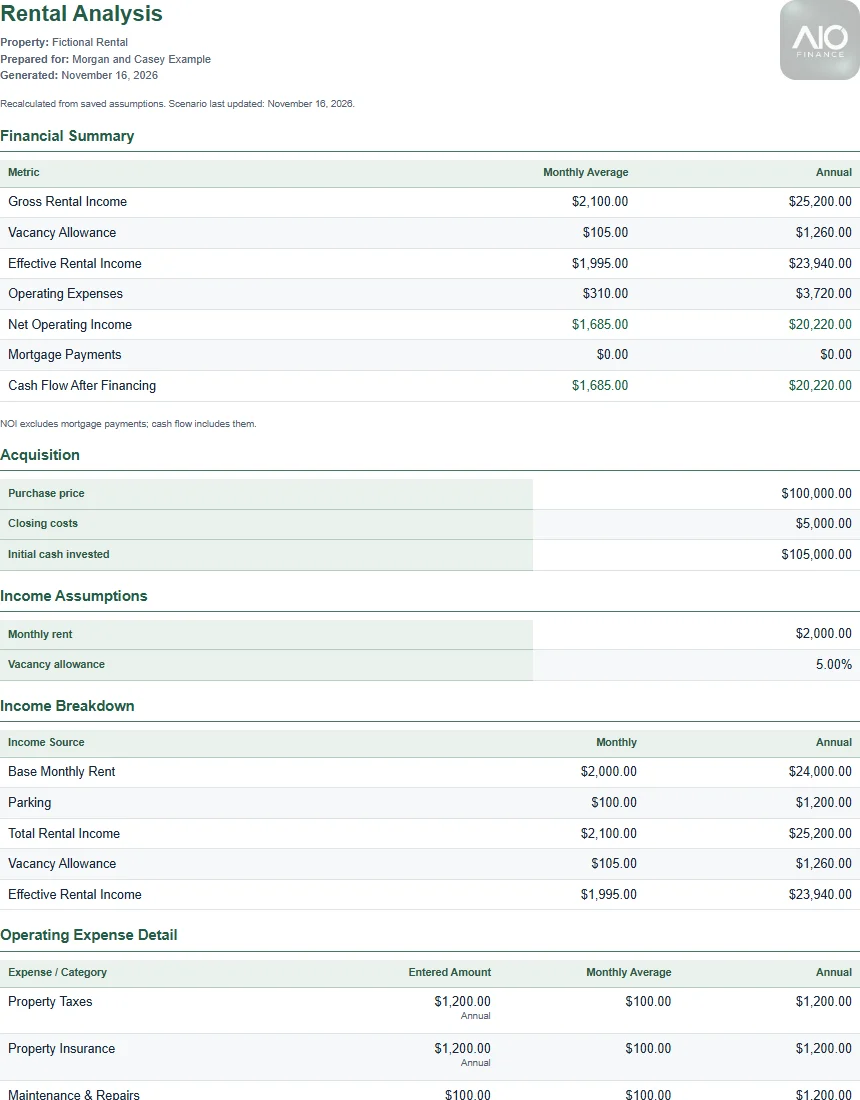 Rental Analysis
AIO
FINANCE
Property: Fictional Rental
Prepared for: Morgan and Casey Example
Generated: November 16, 2026
Recalculated from saved assumptions. Scenario last updated: November 16, 2026.
Financial Summary
Metric Monthly Average Annual
Gross Rental Income $2,100.00 $25,200.00
Vacancy Allowance $105.00 $1,260.00
Effective Rental Income $1,995.00 $23,940.00
Operating Expenses $310.00 $3,720.00
Net Operating Income $1,685.00 $20,220.00
Mortgage Payments $0.00 $0.00
Cash Flow After Financing $1,685.00 $20,220.00
NOI excludes mortgage payments; cash flow includes them.
Acquisition
Purchase price $100,000.00
Closing costs $5,000.00
Initial cash invested $105,000.00
Income Assumptions
Monthly rent $2,000.00
Vacancy allowance 5.00%
Income Breakdown
Income Source Monthly Annual
Base Monthly Rent $2,000.00 $24,000.00
Parking $100.00 $1,200.00
Total Rental Income $2,100.00 $25,200.00
Vacancy Allowance $105.00 $1,260.00
Effective Rental Income $1,995.00 $23,940.00
Operating Expense Detail
Expense / Category Entered Amount Monthly Average Annual
Property Taxes $1,200.00 $100.00 $1,200.00
Annual
Property Insurance $1,200.00 $100.00 $1,200.00
Annual
Maintenance & Repairs $100.00 $100.00 $1,200.00